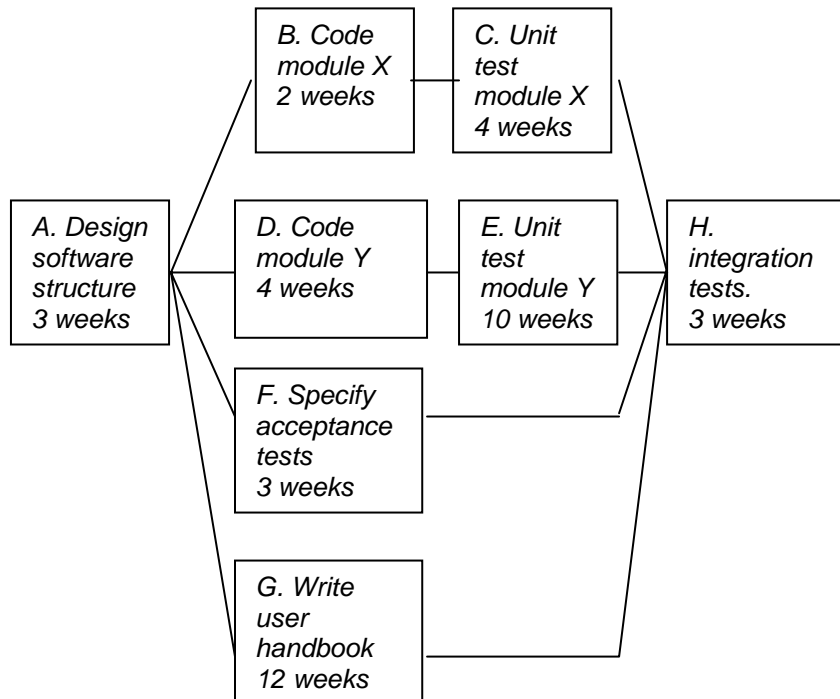 B. Code
module X
2 weeks
C. Unit
test
module X
4 weeks
A. Design
software
structure
3 weeks
D. Code
module Y
4 weeks
E. Unit
test
module Y
10 weeks
H.
integration
tests.
3 weeks
F. Specify
acceptance
tests
3 weeks
G. Write
user
handbook
12 weeks